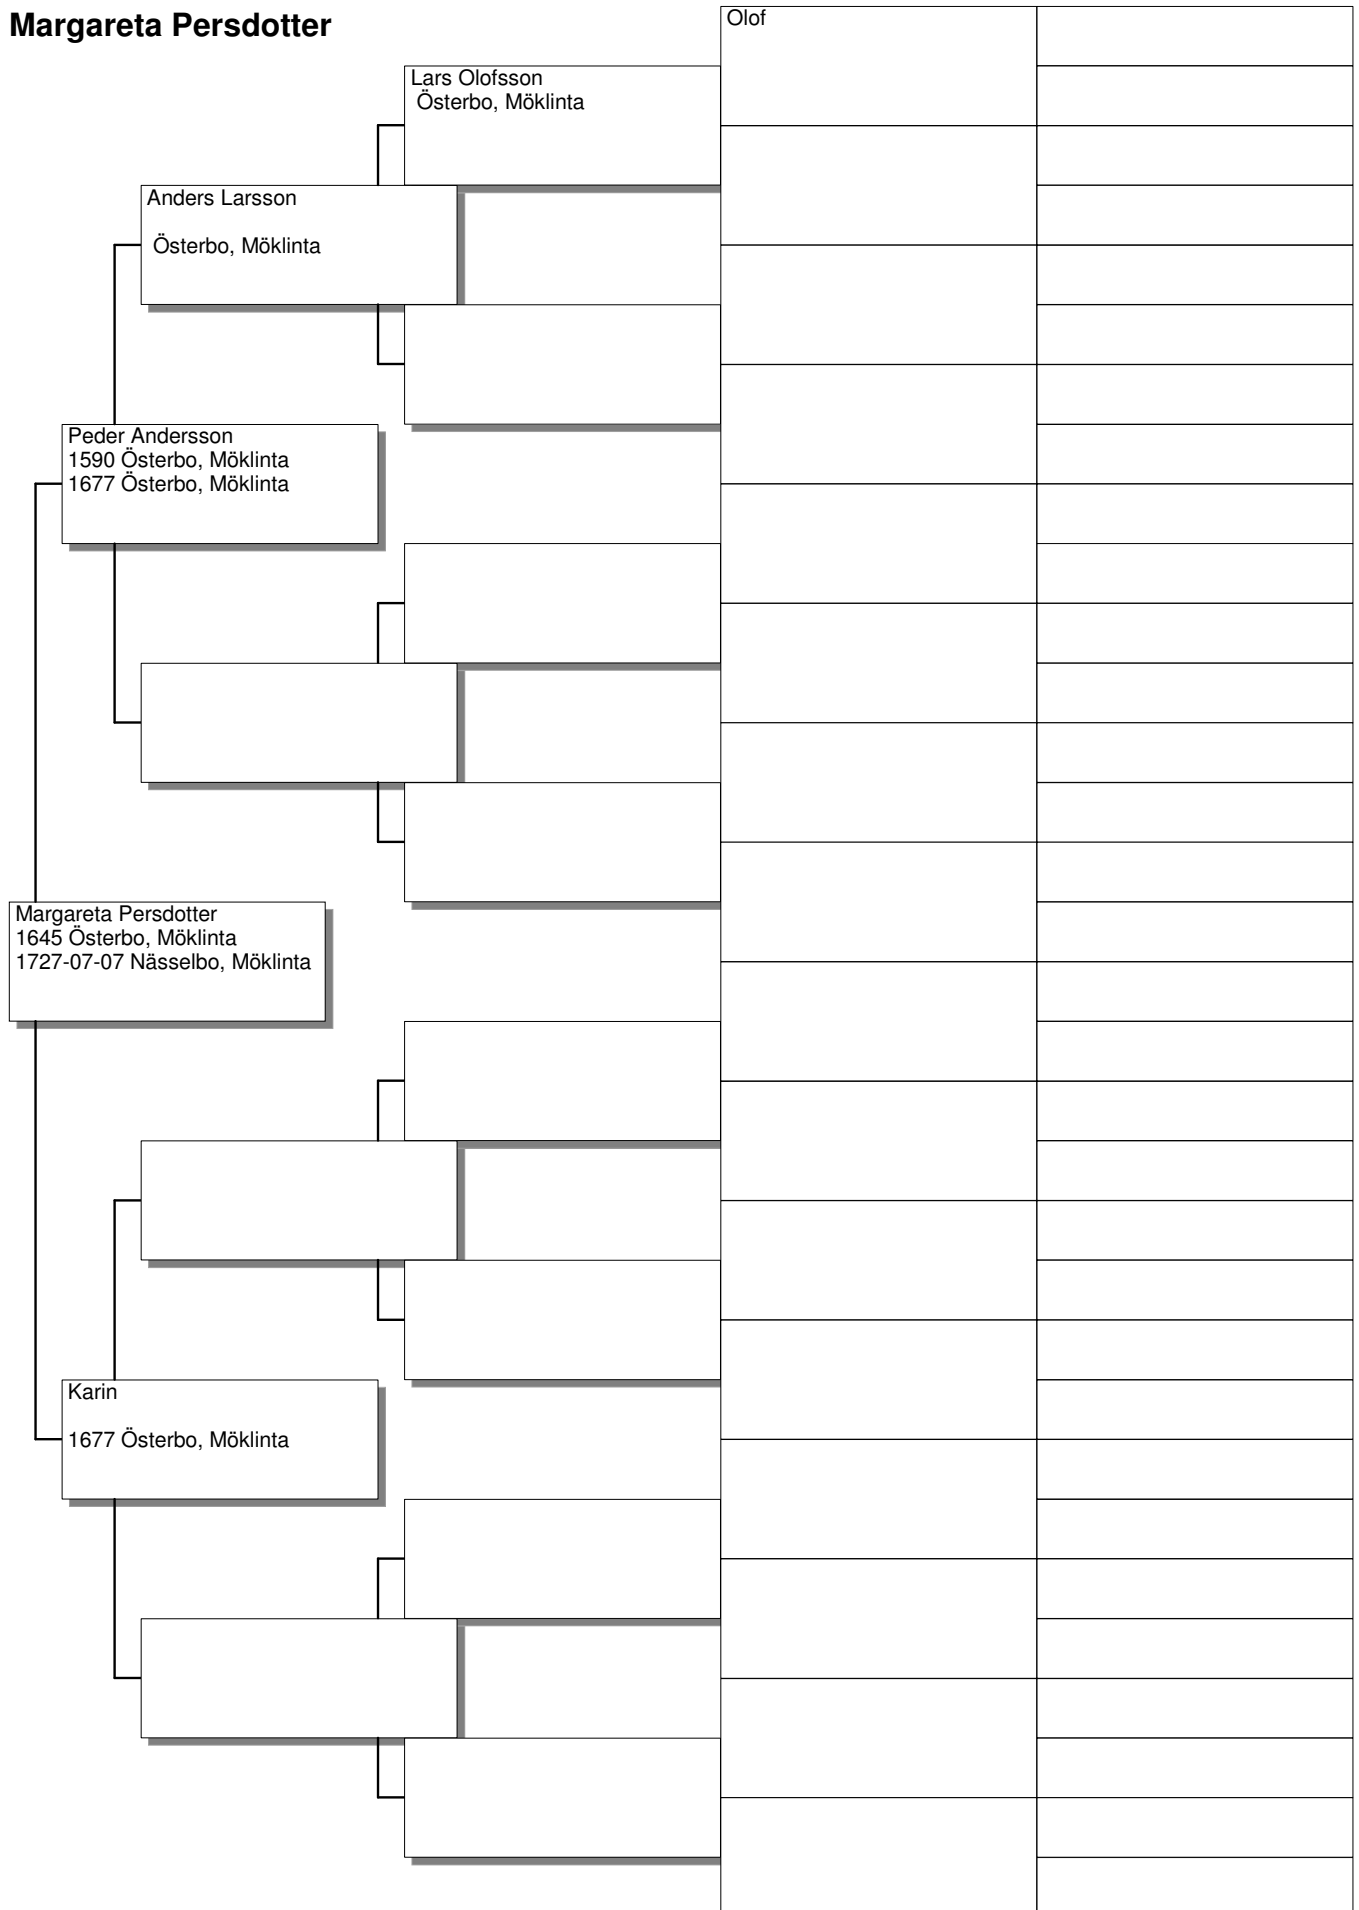 Margareta Persdotter
Olof
Lars Olofsson
Österbo, Möklinta
Anders Larsson
Österbo, Möklinta
Peder Andersson
1590 Österbo, Möklinta
1677 Österbo, Möklinta
Margareta Persdotter
1645 Österbo, Möklinta
1727-07-07 Nässelbo, Möklinta
Karin
1677 Österbo, Möklinta